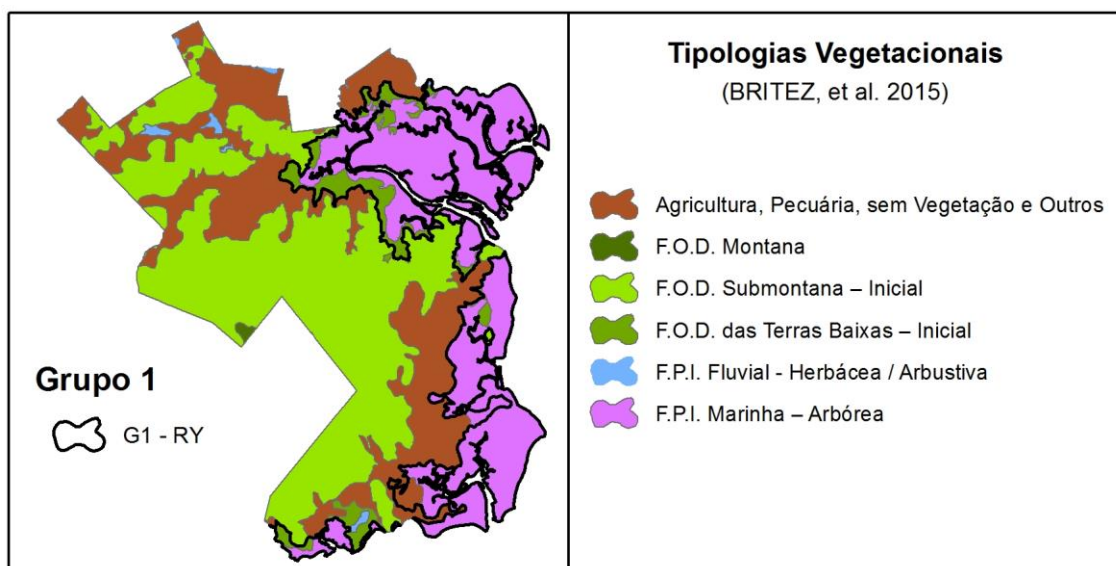 Tipologias Vegetacionais
(BRITEZ, et al. 2015)
Agricultura, Pecuária, sem Vegetação e Outros
F.O.D. Montana
F.O.D. Submontana – Inicial
F.O.D. das Terras Baixas – Inicial
F.P.I. Fluvial - Herbácea / Arbustiva
F.P.I. Marinha – Arbórea
Grupo 1
G1 - RY